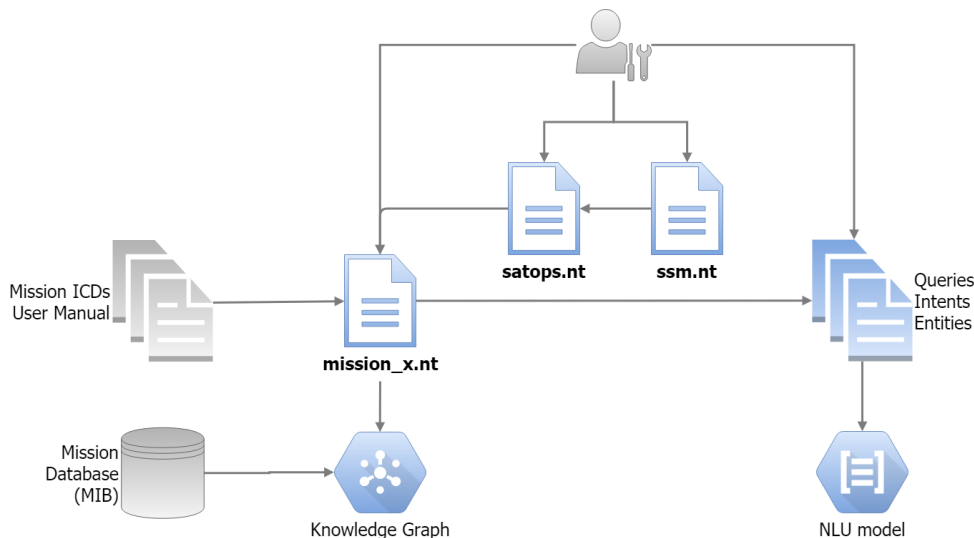 satops.nt
ssm.nt
Mission ICDs
User Manual
Queries
Intents
Entities
mission_x.nt
Mission
Database
(MIB)
Knowledge Graph
NLU model